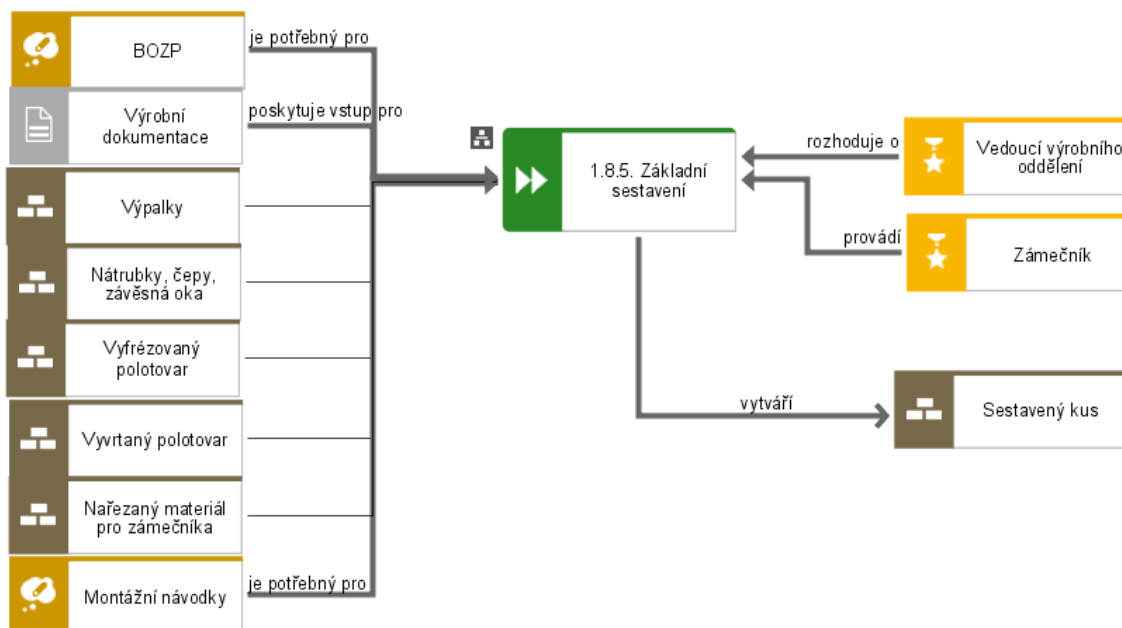 BOZP
je potřebný pro
Výrobní
dokumentace
poskytuje vstup pro
Výpalky
Nátrubky, čepy,
závěsná oka
Vyfrézovaný
polotovar
Vyvrtaný polotovar
Nařezaný materiál
pro zámečníka
Montážní návodky
je potřebný pro
1.8.5. Základní
sestavení
rozhoduje o
Vedoucí výrobního
oddělení
provádí
Zámečník
vytváří
Sestavený kus